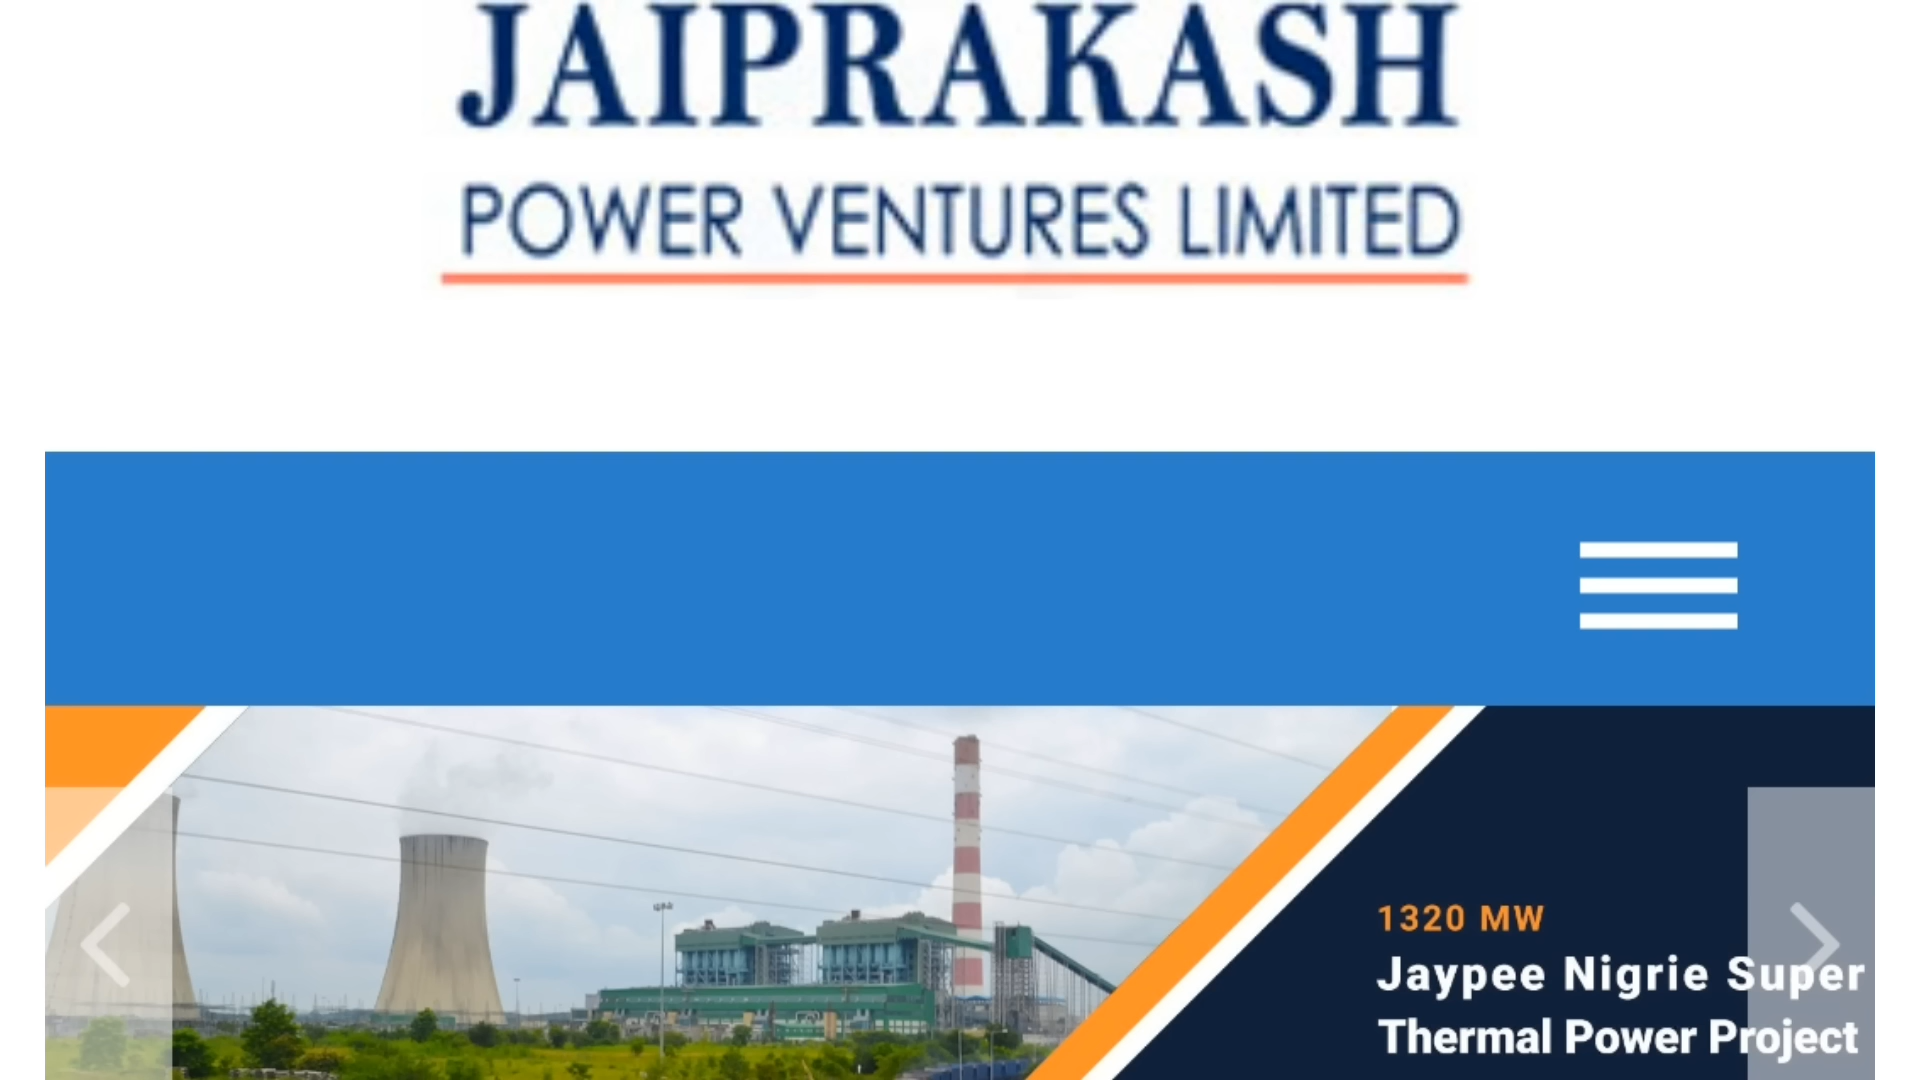 JAIPRAKASH
POWER VENTURES LIMITED
1320 MW
Jaypee Nigrie Super
Thermal Power Project